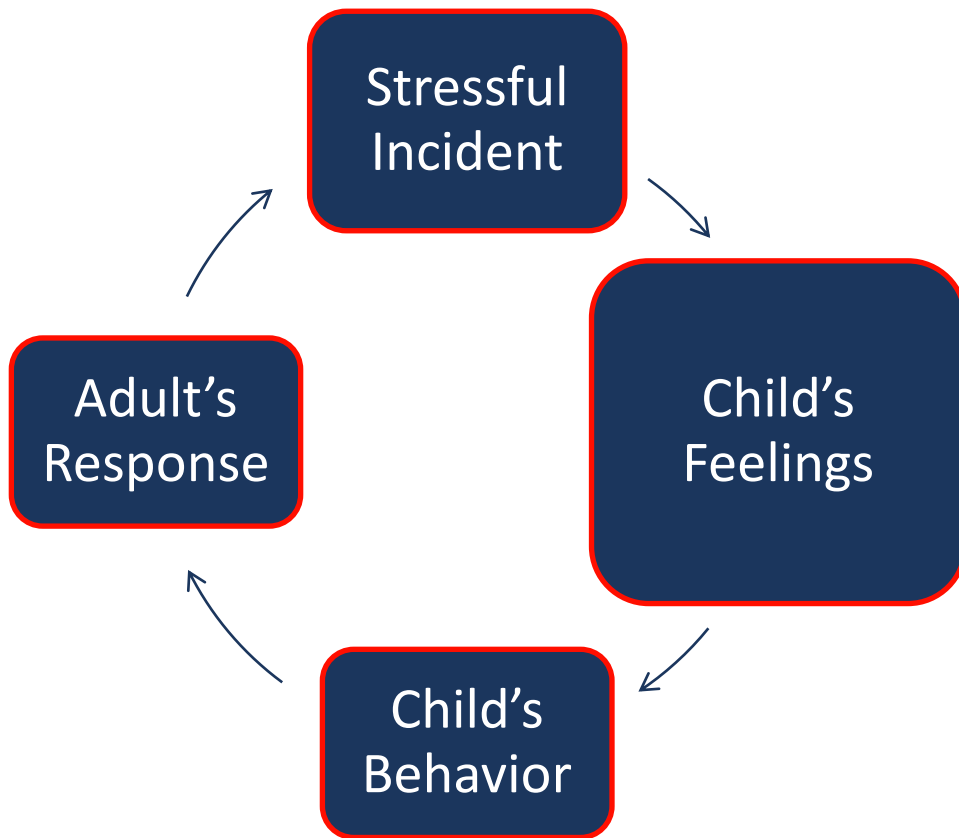 Stressful
Incident
Child’s
Feelings
Child’s
Behavior
Adult’s
Response